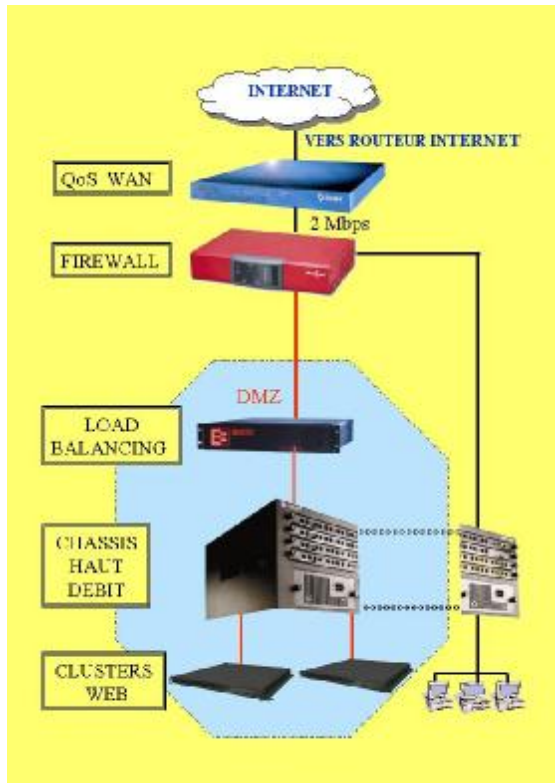 INTERNET
VERS ROUTEUR INTERNET
QoS WAN
2 Mbps
FIREWALL
DMZ
LOAD
BALANCING
CHASSIS
HAUT
DEBIT
CLUSTERS
WEB